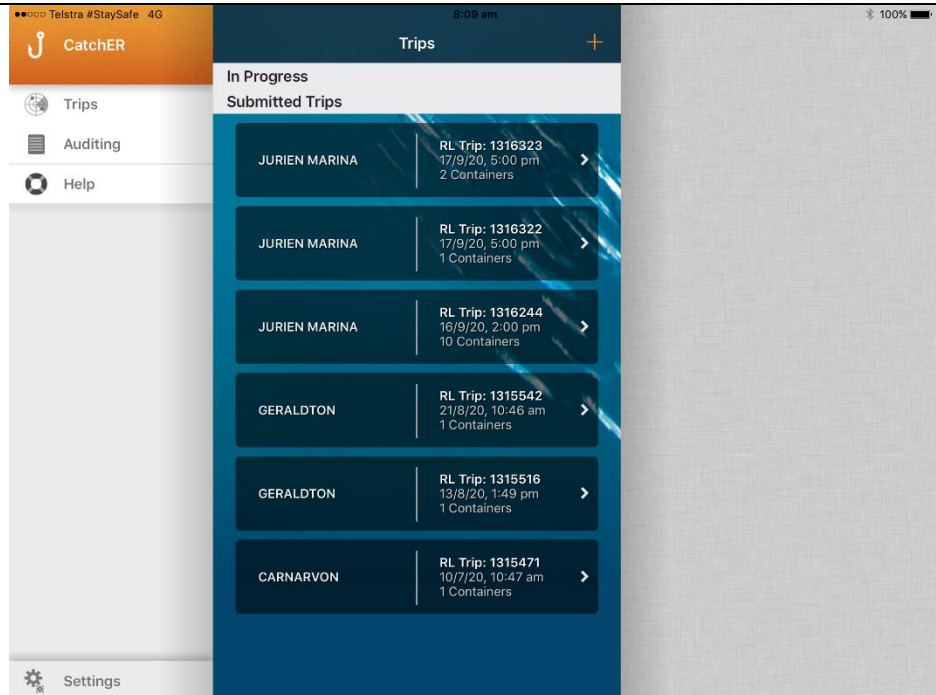 ●●○○○ Telstra #StaySafe 4G
8:09 am
100%
CatchER
Trips
Auditing
Help
Settings
Trips
+
In Progress
Submitted Trips
JURIEN MARINA
RL Trip: 1316323
17/9/20, 5:00 pm
2 Containers
JURIEN MARINA
RL Trip: 1316322
17/9/20, 5:00 pm
1 Containers
JURIEN MARINA
RL Trip: 1316244
16/9/20, 2:00 pm
10 Containers
GERALDTON
RL Trip: 1315542
21/8/20, 10:46 am
1 Containers
GERALDTON
RL Trip: 1315516
13/8/20, 1:49 pm
1 Containers
CARNARVON
RL Trip: 1315471
10/7/20, 10:47 am
1 Containers